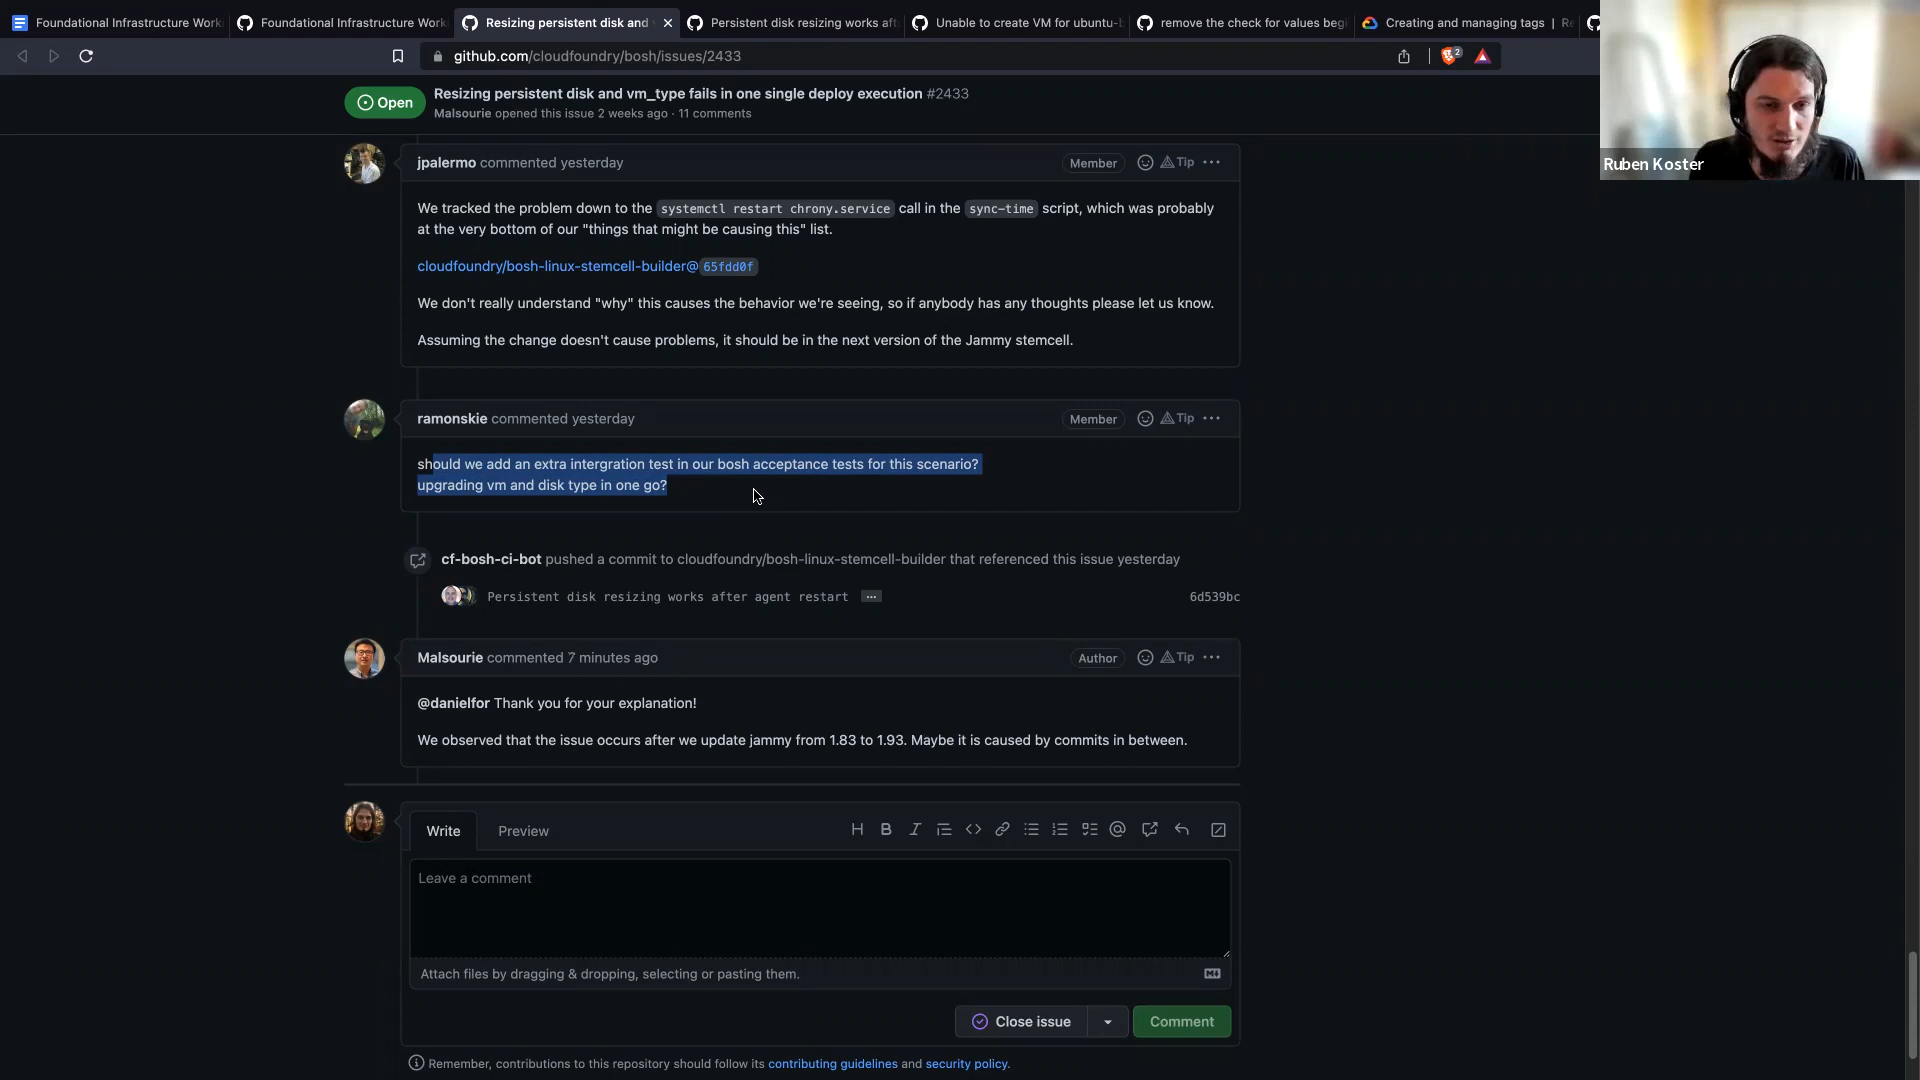 Foundational Infrastructure Work
Foundational Infrastructure Work
Resizing persistent disk and
Persistent disk resizing works aft
Unable to create VM for ubuntu-
remove the check for values beg
Creating and managing tags |
github.com/cloudfoundry/bosh/issues/2433
2
Open
Resizing persistent disk and vm_type fails in one single deploy execution #2433
Malsourie opened this issue 2 weeks ago · 11 comments
Ruben Koster
jpalermo commented yesterday
Member
Tip
We tracked the problem down to the systemctl restart chrony.service call in the sync-time script, which was probably
at the very bottom of our "things that might be causing this" list.
cloudfoundry/bosh-linux-stemcell-builder@65fdd0f
We don't really understand "why" this causes the behavior we're seeing, so if anybody has any thoughts please let us know.
Assuming the change doesn't cause problems, it should be in the next version of the Jammy stemcell.
ramonskie commented yesterday
Member
Tip
should we add an extra intergration test in our bosh acceptance tests for this scenario?
upgrading vm and disk type in one go?
cf-bosh-ci-bot pushed a commit to cloudfoundry/bosh-linux-stemcell-builder that referenced this issue yesterday
Persistent disk resizing works after agent restart
6d539bc
Malsourie commented 7 minutes ago
Author
Tip
@danielfor Thank you for your explanation!
We observed that the issue occurs after we update jammy from 1.83 to 1.93. Maybe it is caused by commits in between.
Write
Preview
Leave a comment
Attach files by dragging & dropping, selecting or pasting them.
Close issue
Comment
Remember, contributions to this repository should follow its contributing guidelines and security policy.